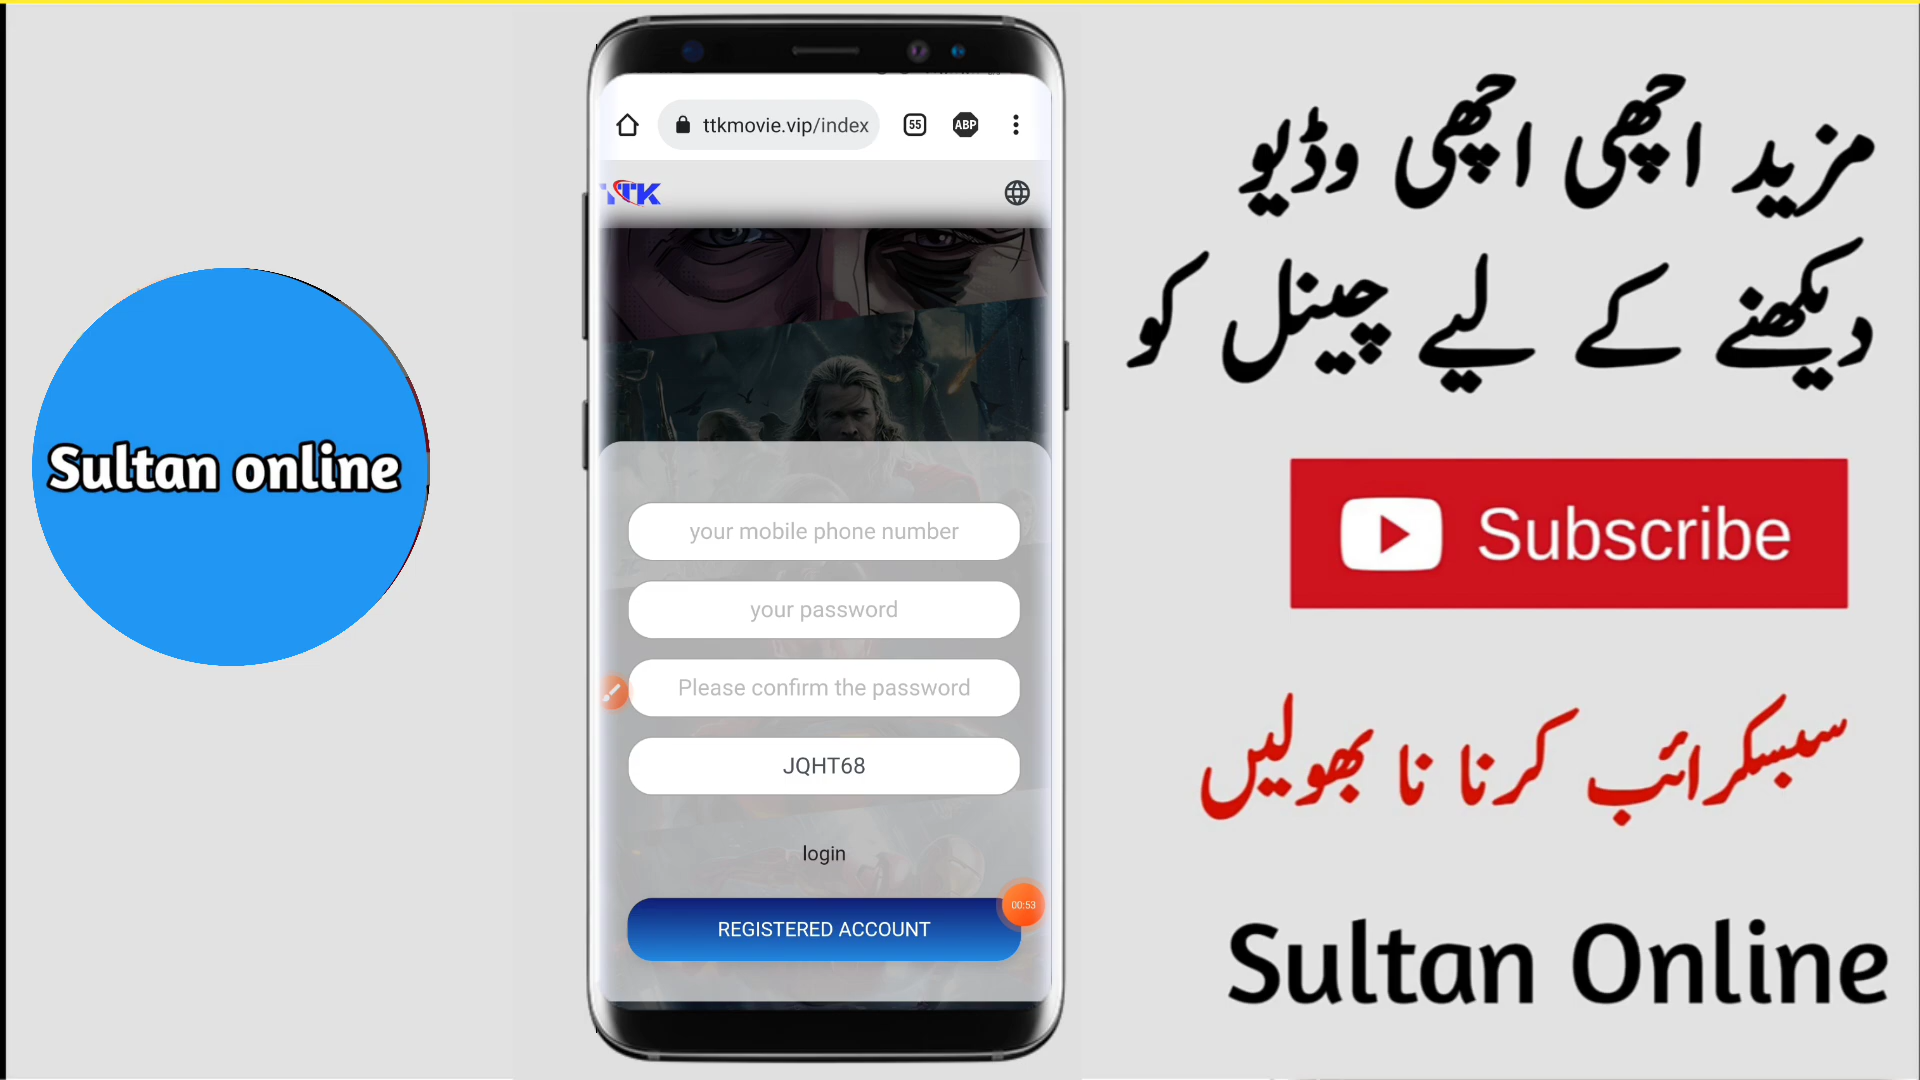 Sultan online
ttkmovie.vip/index
55
ABP
TTK
your mobile phone number
your password
Please confirm the password
JQHT68
login
00:53
REGISTERED ACCOUNT
مزید اچھی اچھی وڈیو
دیکھنے کے لیے چینل کو
Subscribe
سبسکرائب کرنا نا بھولیں
Sultan Online